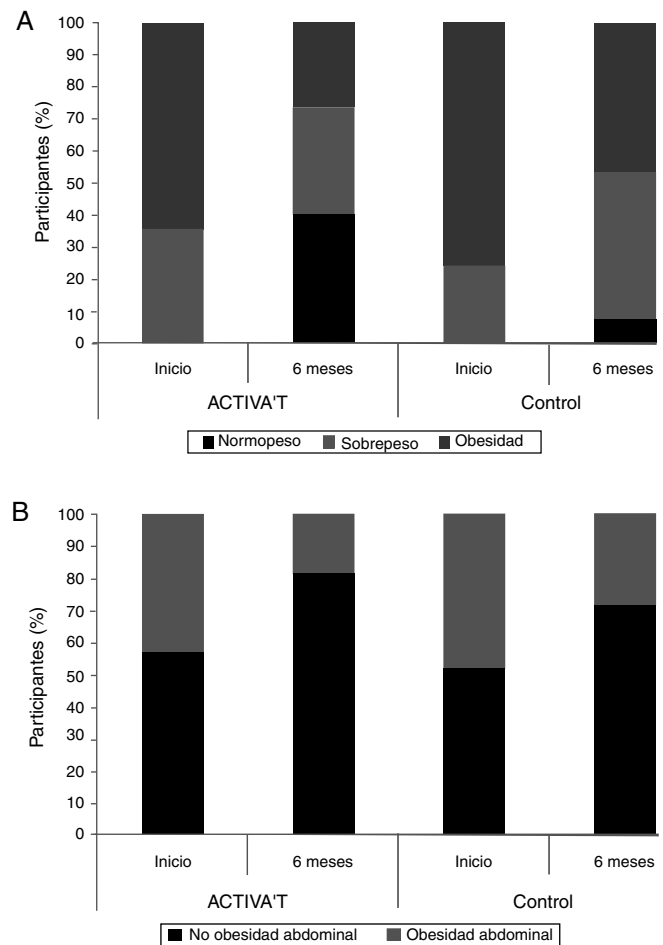 A
Participantes (%)
100
90
80
70
60
50
40
30
20
10
0
Inicio 6 meses Inicio 6 meses
ACTIVA'T Control
Normopeso Sobrepeso Obesidad
B
Participantes (%)
100
90
80
70
60
50
40
30
20
10
0
Inicio 6 meses Inicio 6 meses
ACTIVA'T Control
No obesidad abdominal Obesidad abdominal